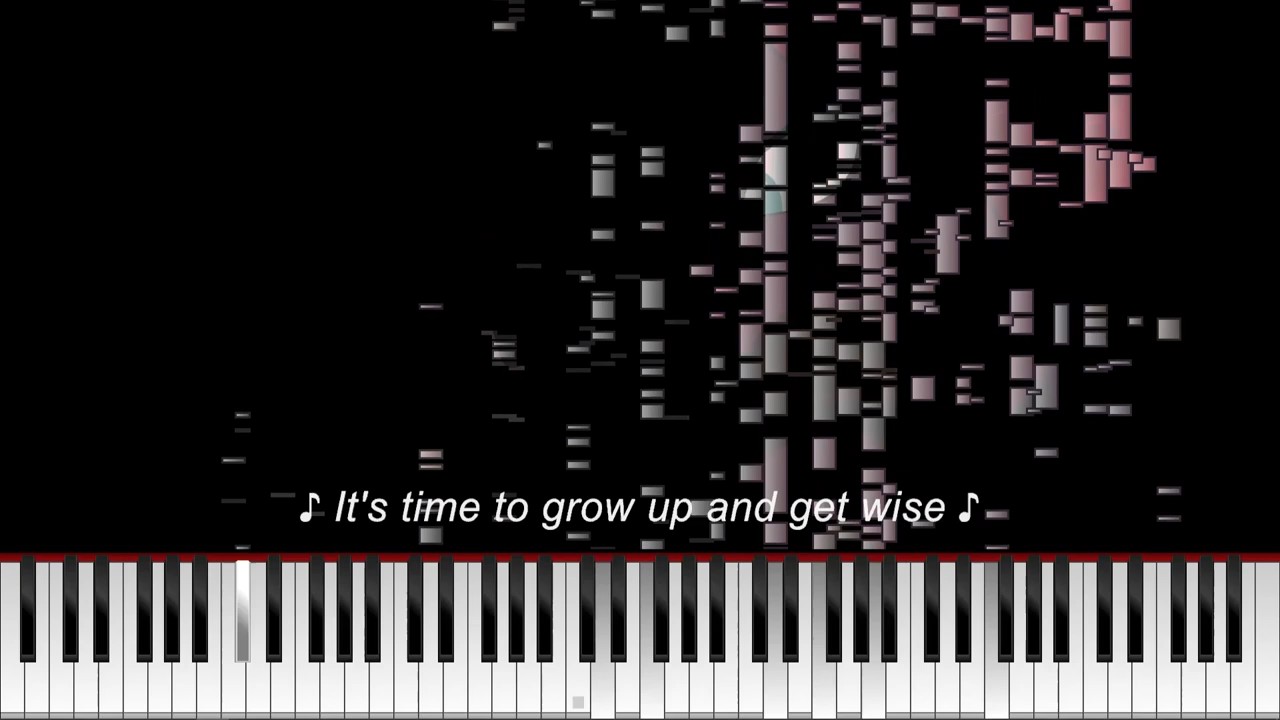 ♪ It's time to grow up and get wise ♪